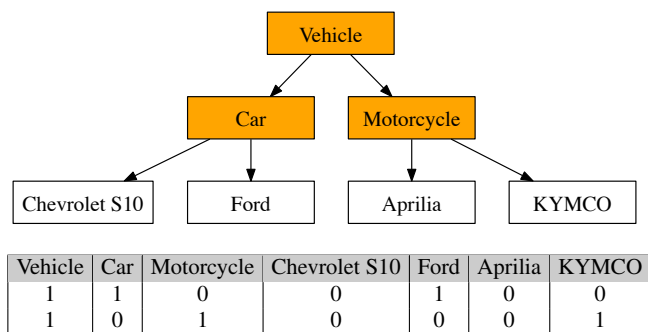 Vehicle
Car Motorcycle
Chevrolet S10 Ford Aprilia KYMCO
Vehicle Car Motorcycle Chevrolet S10 Ford Aprilia KYMCO
1 1 0 0 1 0 0
1 0 1 0 0 0 1